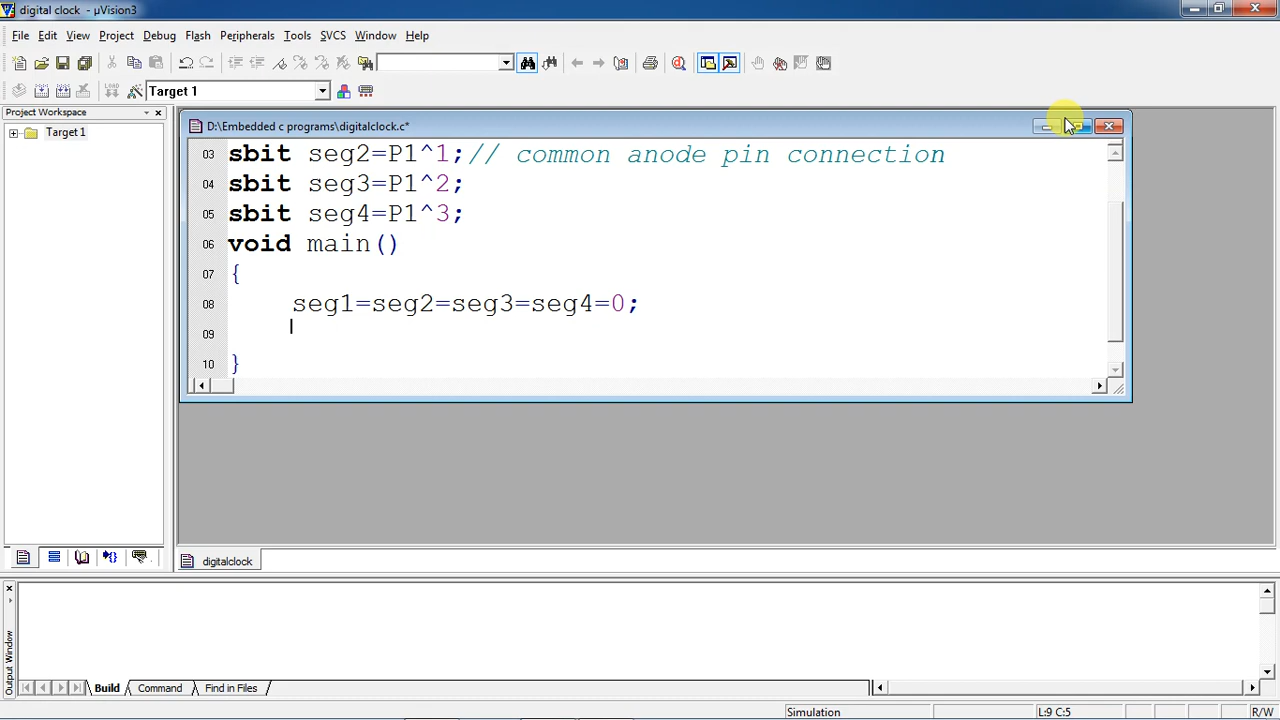 digital clock - µVision3
File Edit View Project Debug Flash Peripherals Tools SVCS Window Help
LOAD Target 1
Project Workspace
Target 1
D:\Embedded c programs\digitalclock.c*
03 sbit seg2=P1^1;// common anode pin connection
04 sbit seg3=P1^2;
05 sbit seg4=P1^3;
06 void main()
07 {
08 seg1=seg2=seg3=seg4=0;
09
10 }
digitalclock
Output Window
Build Command Find in Files
Simulation L:9 C:5 R/W